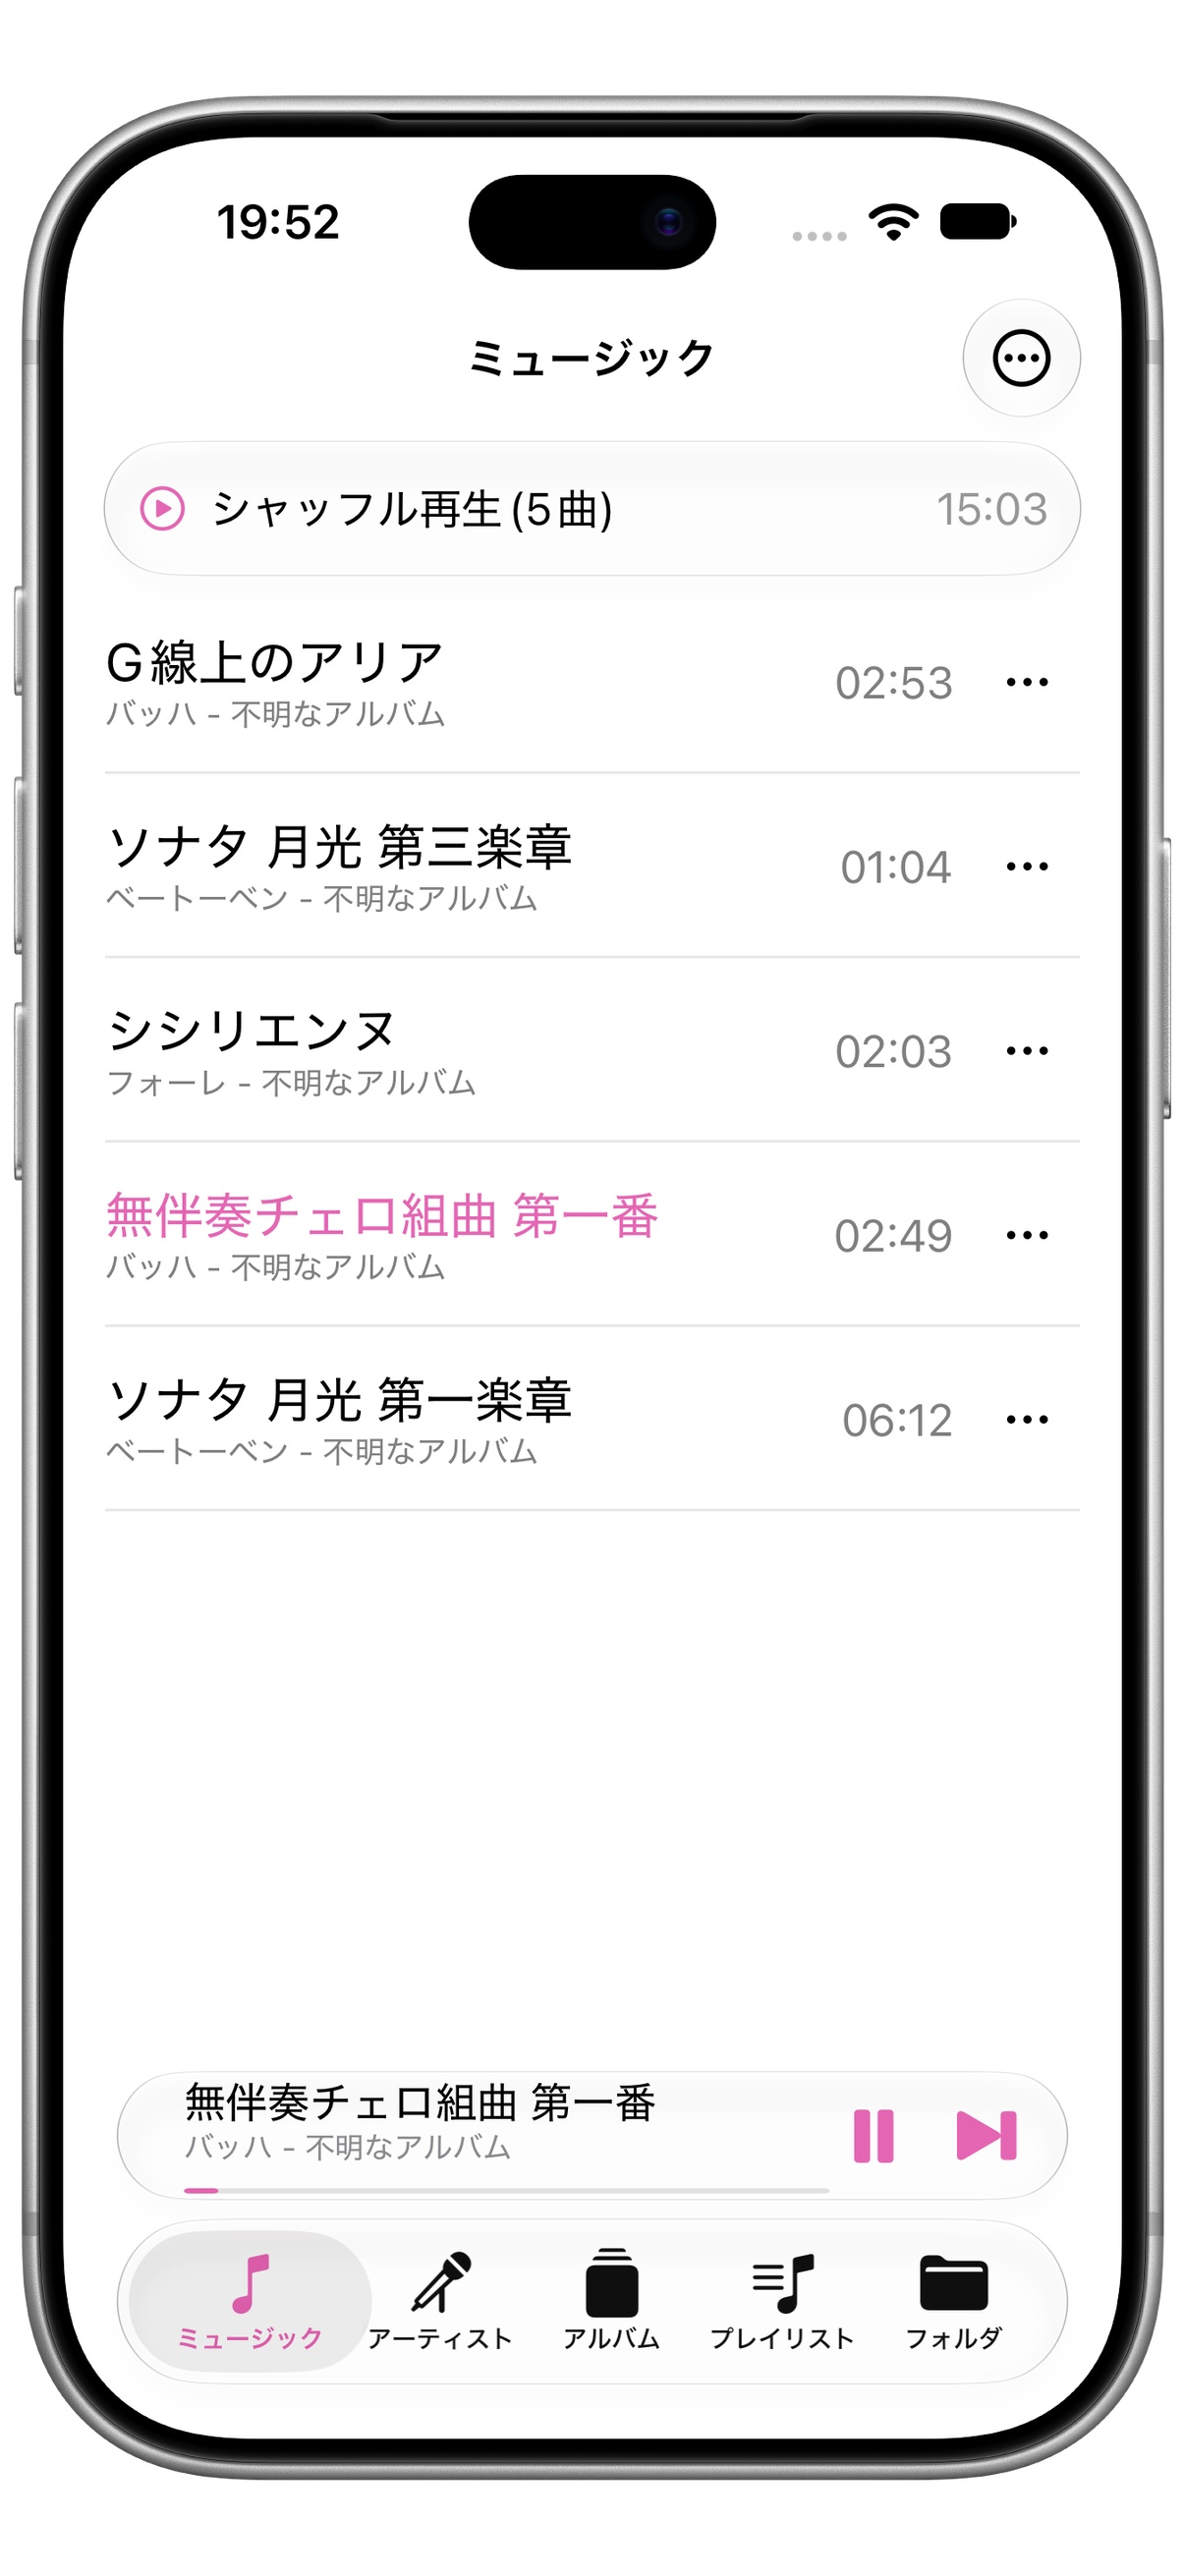 19:52
ミュージック
シャッフル再生(5曲) 15:03
G線上のアリア
バッハ - 不明なアルバム
02:53
ソナタ 月光 第三楽章
ベートーベン - 不明なアルバム
01:04
シシリエンヌ
フォーレ - 不明なアルバム
02:03
無伴奏チェロ組曲 第一番
バッハ - 不明なアルバム
02:49
ソナタ 月光 第一楽章
ベートーベン - 不明なアルバム
06:12
無伴奏チェロ組曲 第一番
バッハ - 不明なアルバム
ミュージック アーティスト アルバム プレイリスト フォルダ